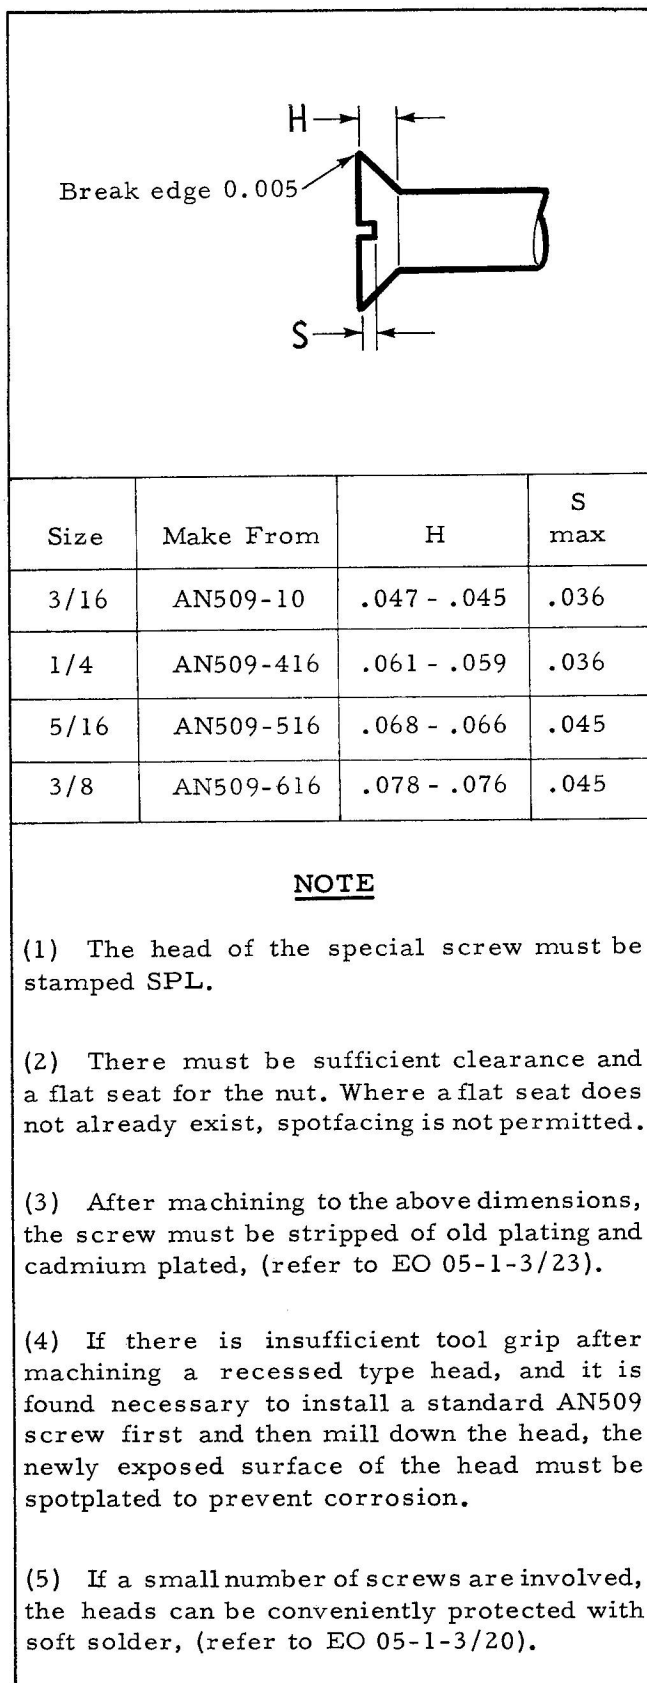 H
Break edge 0.005
S
Size Make From H S max
3/16 AN509-10 .047 - .045 .036
1/4 AN509-416 .061 - .059 .036
5/16 AN509-516 .068 - .066 .045
3/8 AN509-616 .078 - .076 .045
NOTE
(1) The head of the special screw must be
stamped SPL.
(2) There must be sufficient clearance and
a flat seat for the nut. Where a flat seat does
not already exist, spotfacing is not permitted.
(3) After machining to the above dimensions,
the screw must be stripped of old plating and
cadmium plated, (refer to EO 05-1-3/23).
(4) If there is insufficient tool grip after
machining a recessed type head, and it is
found necessary to install a standard AN509
screw first and then mill down the head, the
newly exposed surface of the head must be
spotplated to prevent corrosion.
(5) If a small number of screws are involved,
the heads can be conveniently protected with
soft solder, (refer to EO 05-1-3/20).